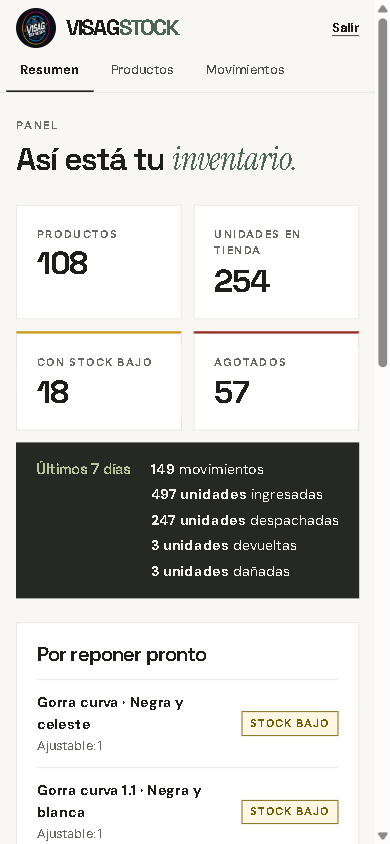 VISAG
VISAGSTOCK
Salir
Resumen
Productos
Movimientos
PANEL
Así está tu inventario.
PRODUCTOS
108
UNIDADES EN
TIENDA
254
CON STOCK BAJO
18
AGOTADOS
57
Últimos 7 días
149 movimientos
497 unidades ingresadas
247 unidades despachadas
3 unidades devueltas
3 unidades dañadas
Por reponer pronto
Gorra curva · Negra y
celeste
Ajustable: 1
STOCK BAJO
Gorra curva 1.1 · Negra y
blanca
Ajustable: 1
STOCK BAJO